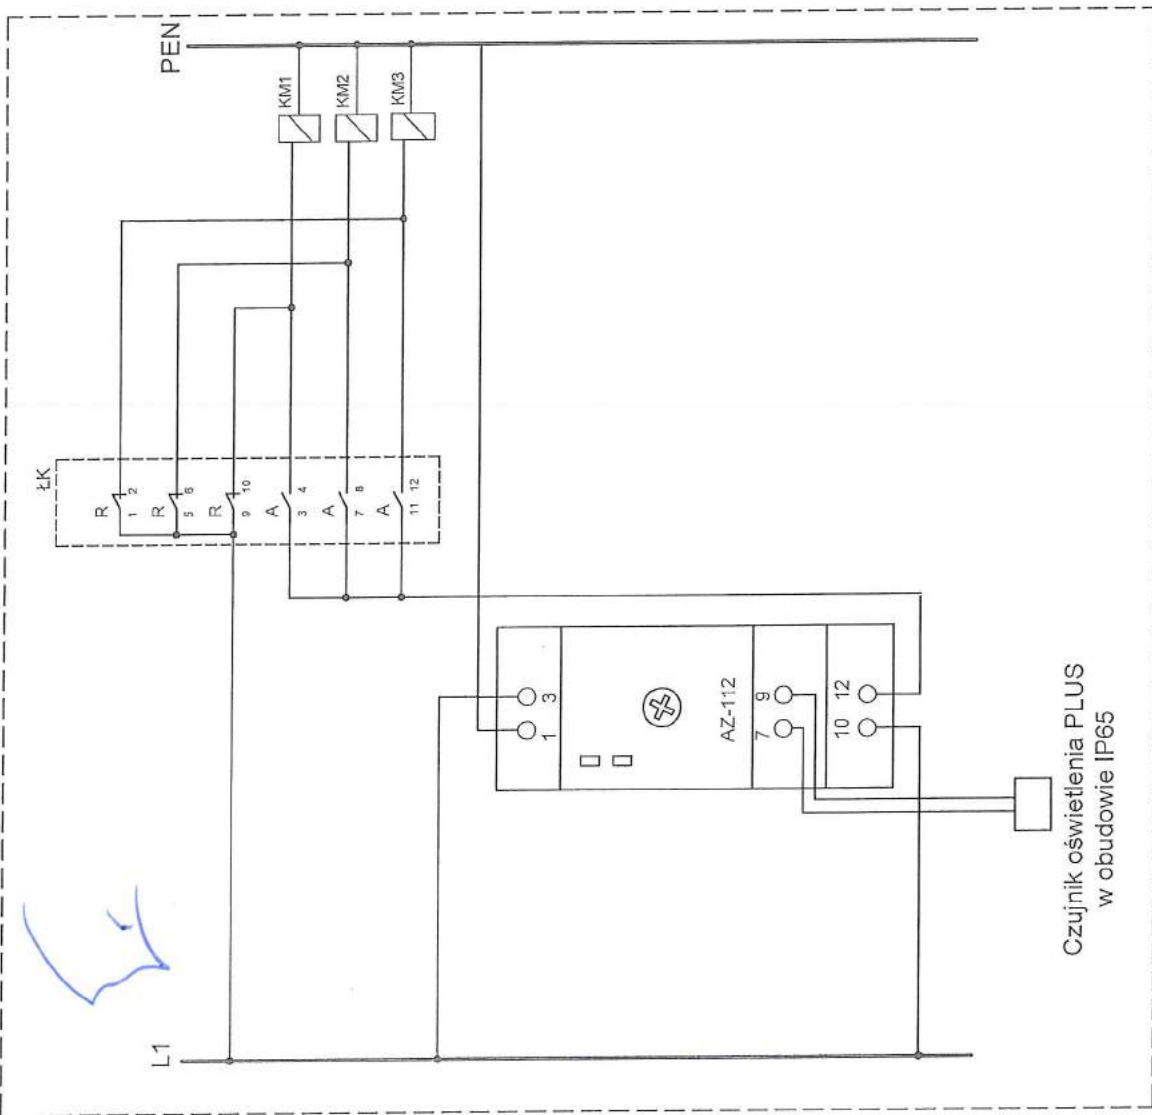 PEN
KM1
KM2
KM3
ŁK
R
1
2
R
5
6
R
9
10
A
3
4
A
7
8
A
11
12
1
3
AZ-112
7
9
10
12
L1
Czujnik oświetlenia PLUS
w obudowie IP65